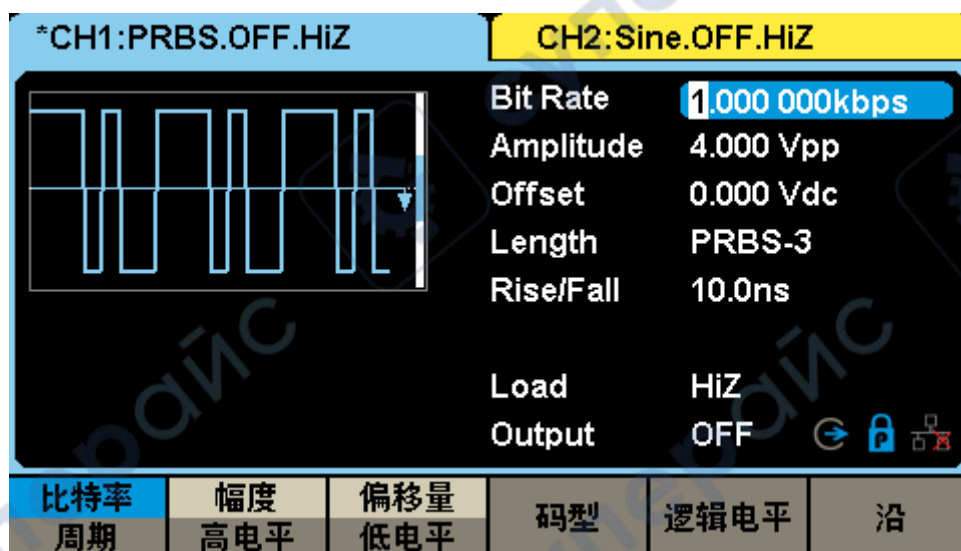 *CH1:PRBS.OFF.HiZ
CH2:Sine.OFF.HiZ
Bit Rate 1.000 000kbps
Amplitude 4.000 Vpp
Offset 0.000 Vdc
Length PRBS-3
Rise/Fall 10.0ns
Load HiZ
Output OFF
比特率 幅度 偏移量 码型 逻辑电平 沿
周期 高电平 低电平